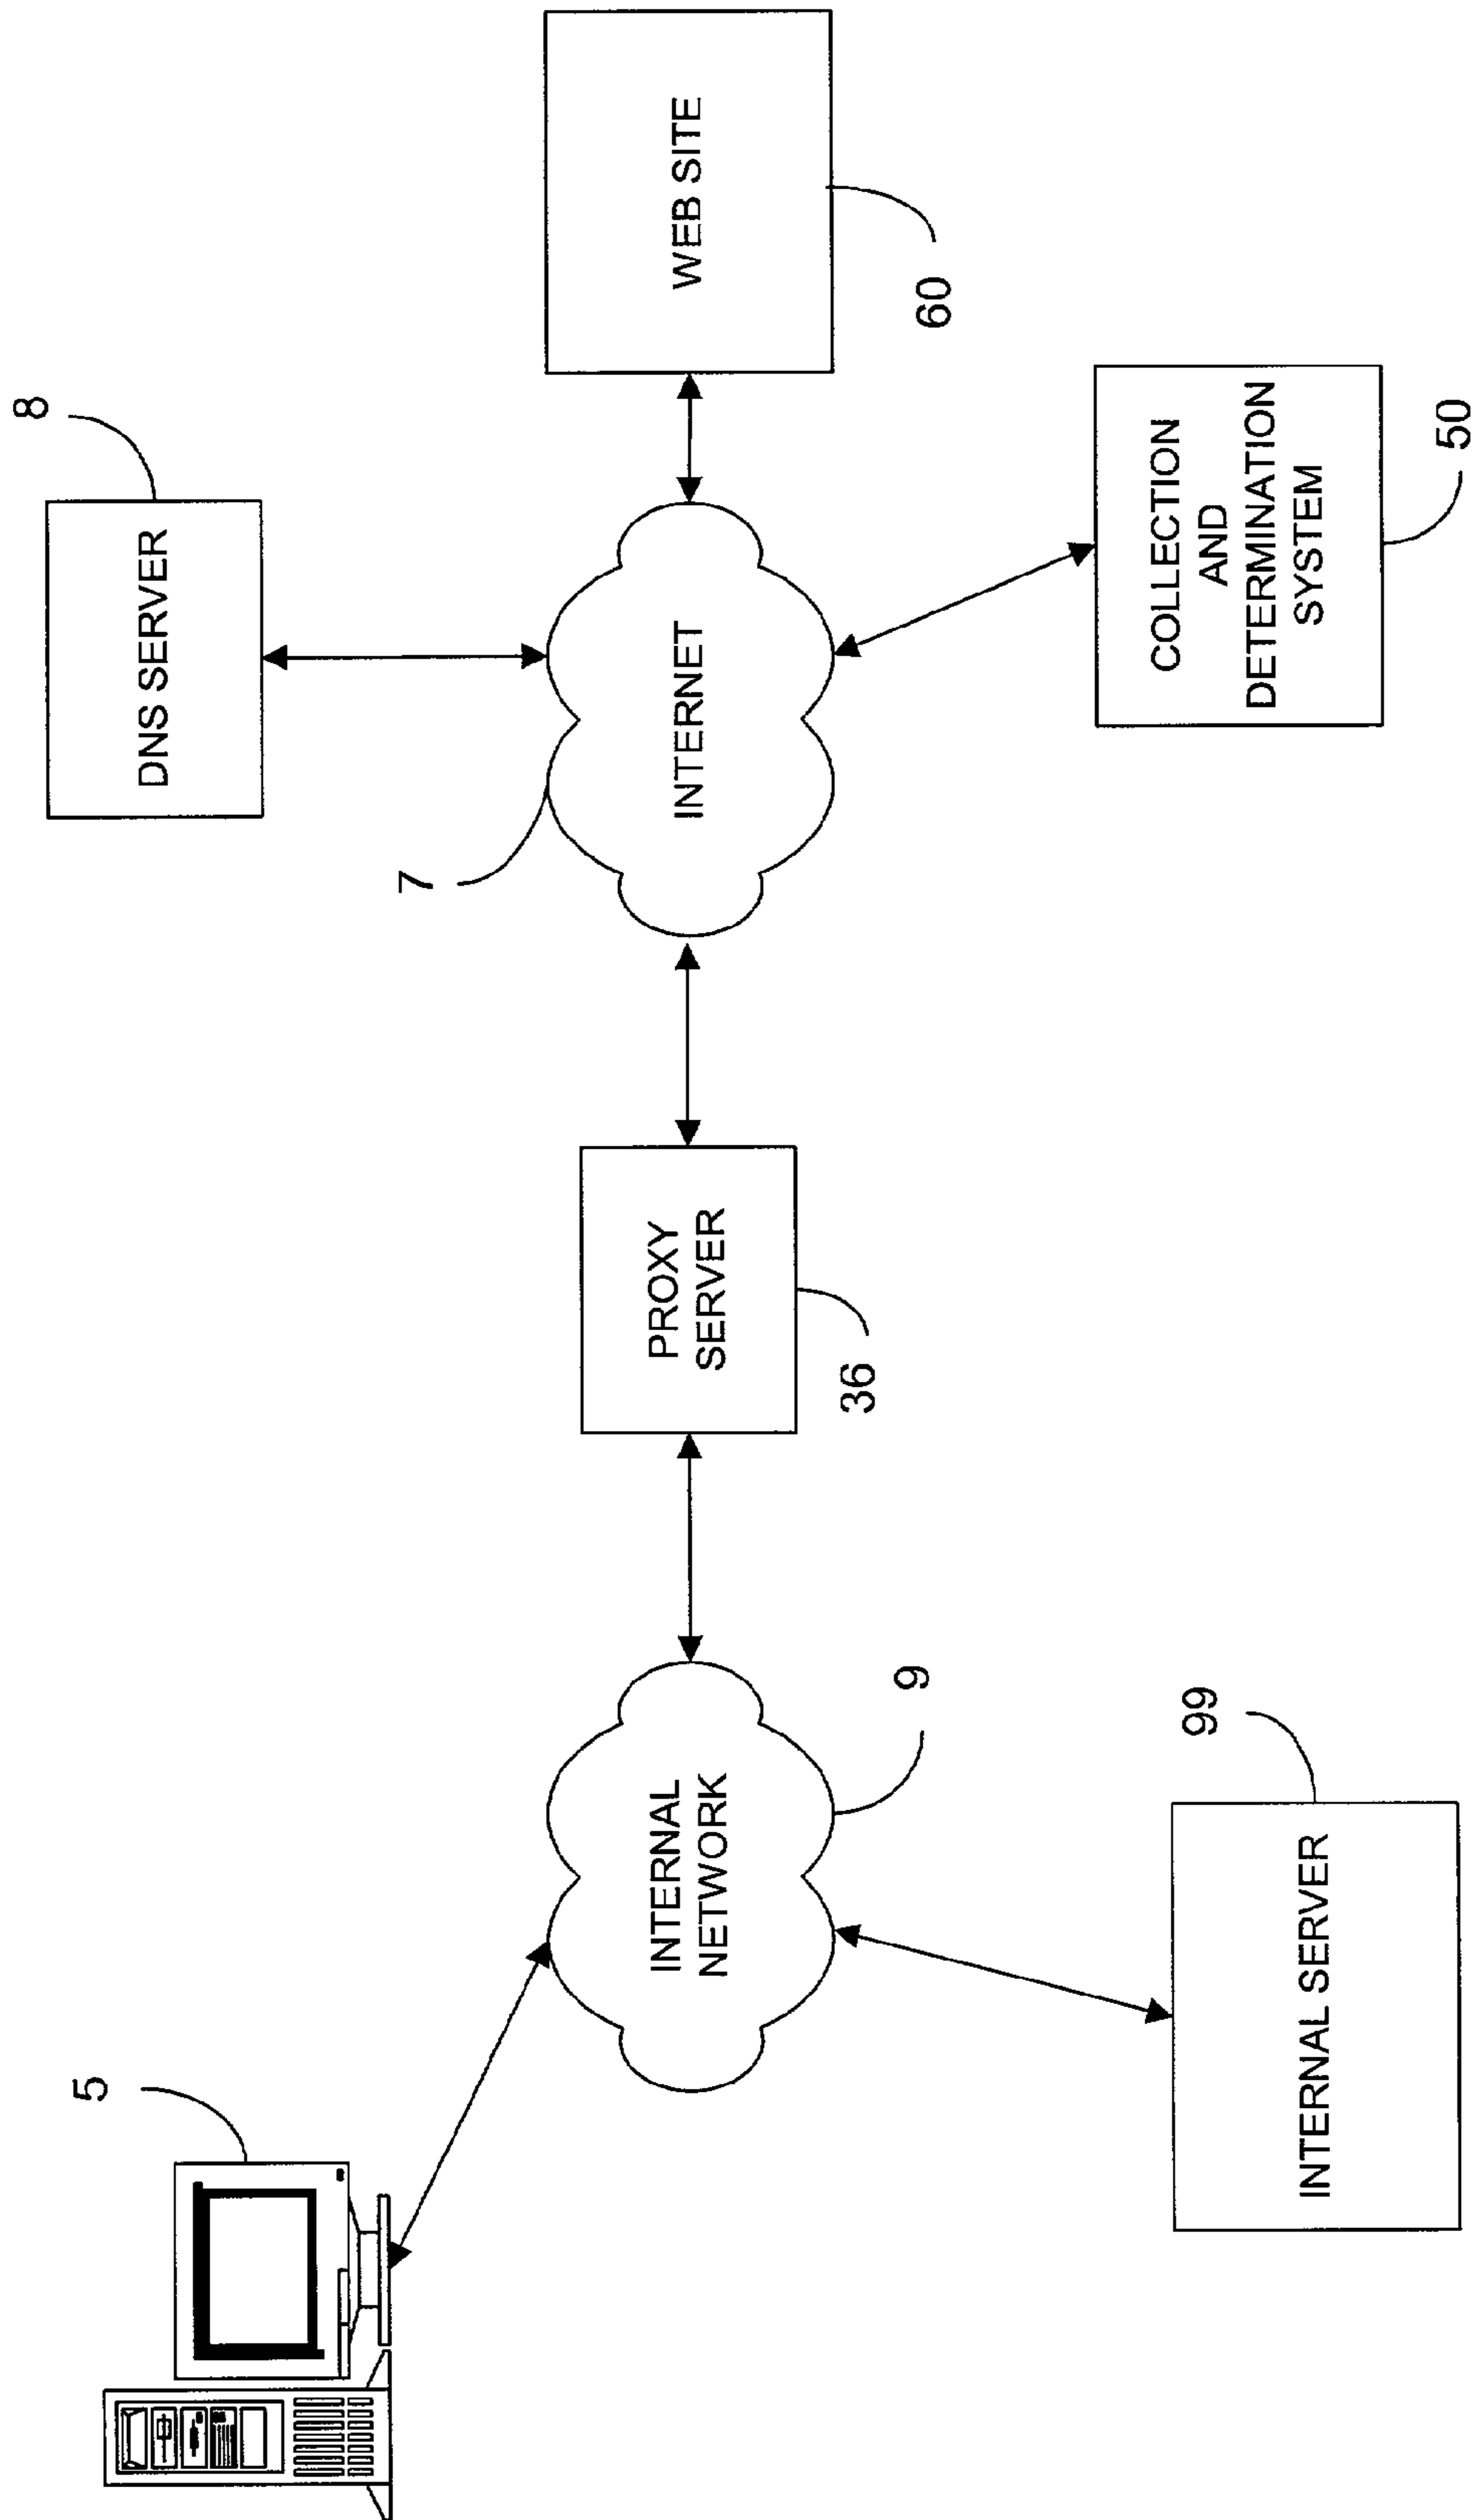 5
INTERNAL
NETWORK
9
INTERNAL SERVER
99
PROXY
SERVER
36
7
INTERNET
8
DNS SERVER
WEB SITE
60
COLLECTION
AND
DETERMINATION
SYSTEM
50